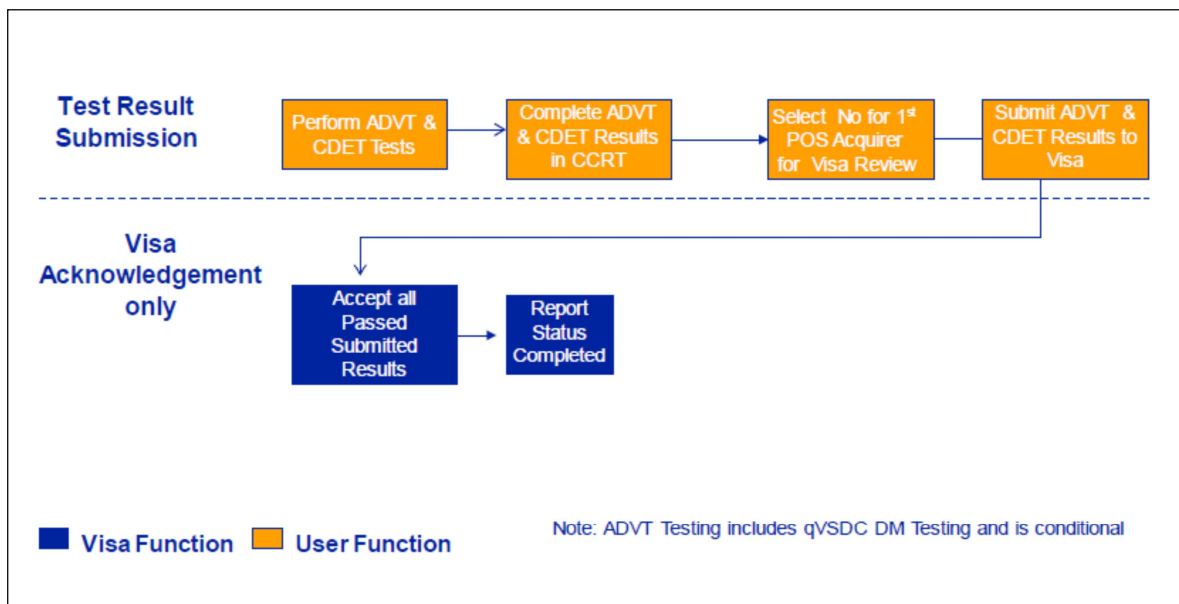 Test Result
Submission
Perform ADVT &
CDET Tests
Complete ADVT
& CDET Results
in CCRT
Select No for 1st
POS Acquirer
for Visa Review
Submit ADVT &
CDET Results to
Visa
Visa
Acknowledgement
only
Accept all
Passed
Submitted
Results
Report
Status
Completed
Visa Function
User Function
Note: ADVT Testing includes qVSDC DM Testing and is conditional